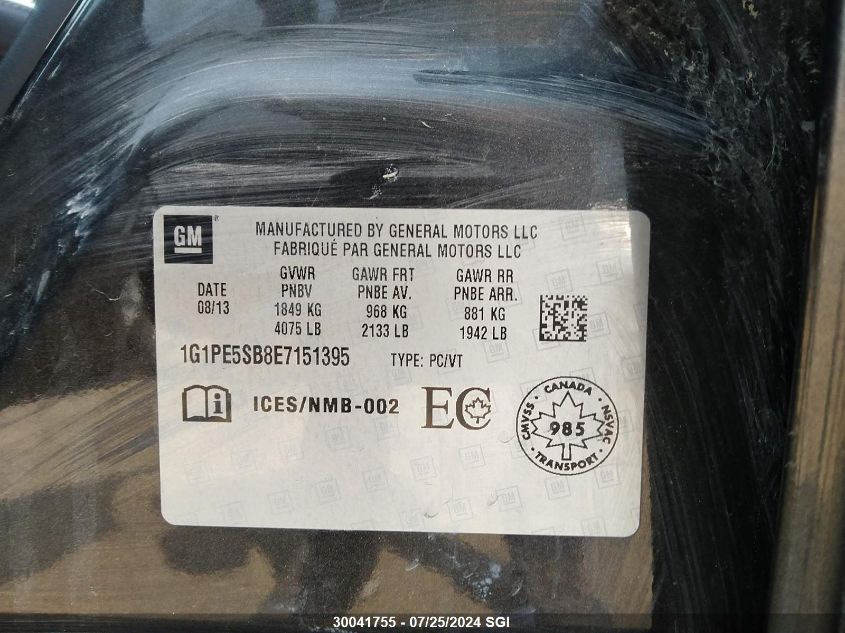 GM ®
MANUFACTURED BY GENERAL MOTORS LLC
FABRIQUÉ PAR GENERAL MOTORS LLC
GVWR GAWR FRT GAWR RR
DATE PNBV PNBE AV. PNBE ARR.
08/13 1849 KG 968 KG 881 KG
4075 LB 2133 LB 1942 LB
1G1PE5SB8E7151395 TYPE: PC/VT
i ICES/NMB-002 EC
CANADA
CMVSS 985 NSVAC
TRANSPORT
30041755 - 07/25/2024 SGI